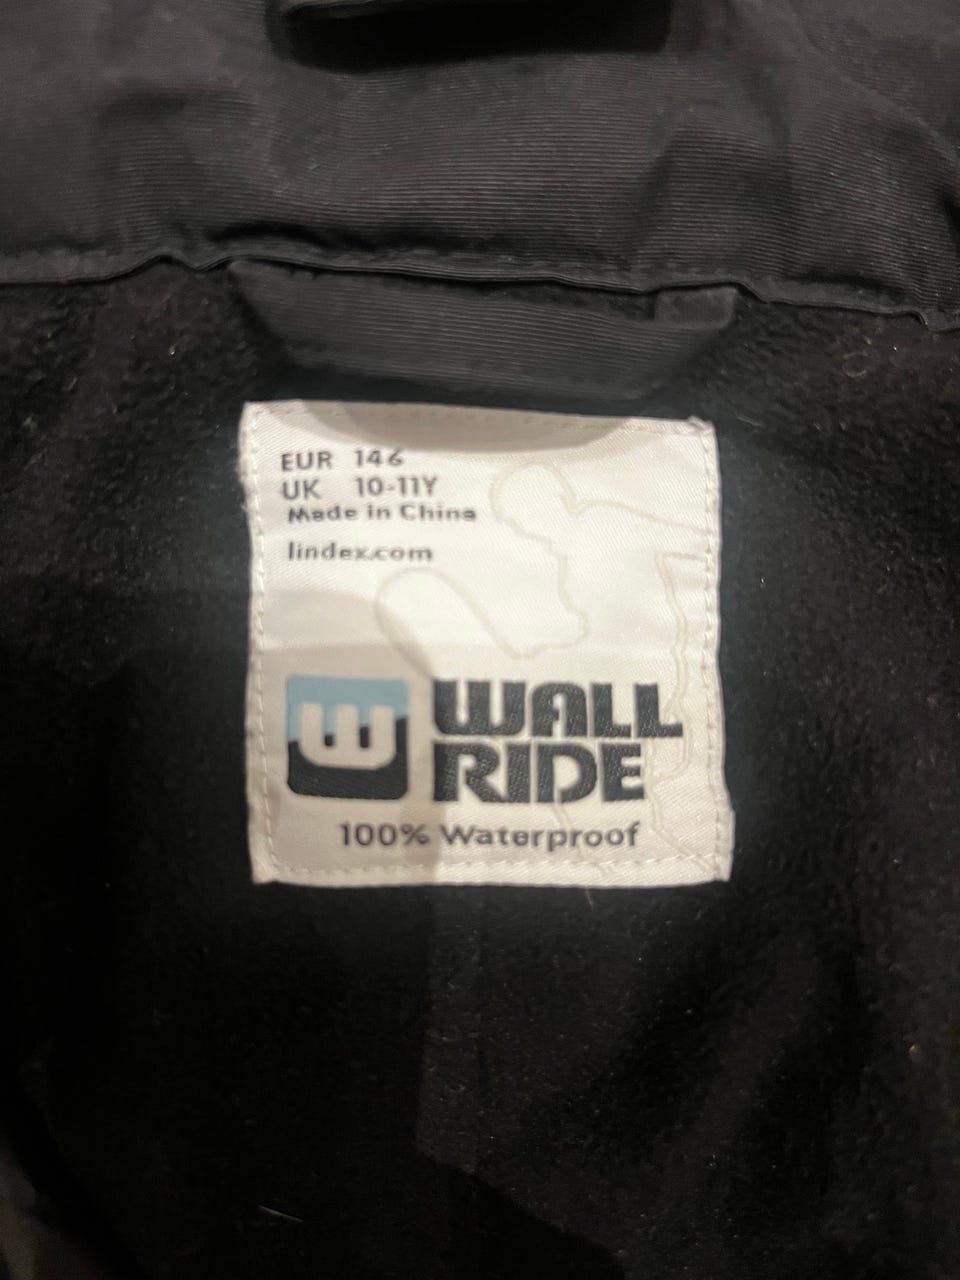 EUR 146
UK 10-11Y
Made in China
lindex.com
WALL
RIDE
100% Waterproof